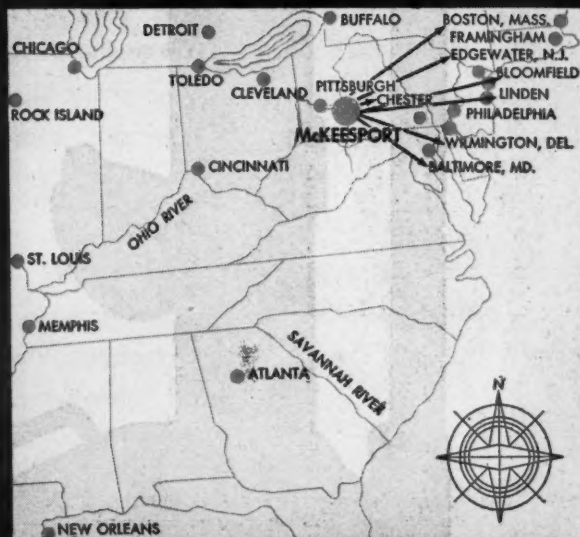 BUFFALO
BOSTON, MASS.
DETROIT
FRAMINGHAM
CHICAGO
EDGEWATER, N.J.
TOLEDO
BLOOMFIELD
CLEVELAND
PITTSBURGH
CHESTER
LINDEN
ROCK ISLAND
PHILADELPHIA
McKEESPORT
WILMINGTON, DEL.
CINCINNATI
BALTIMORE, MD.
OHIO RIVER
ST. LOUIS
MEMPHIS
SAVANNAH RIVER
ATLANTA
N
NEW ORLEANS